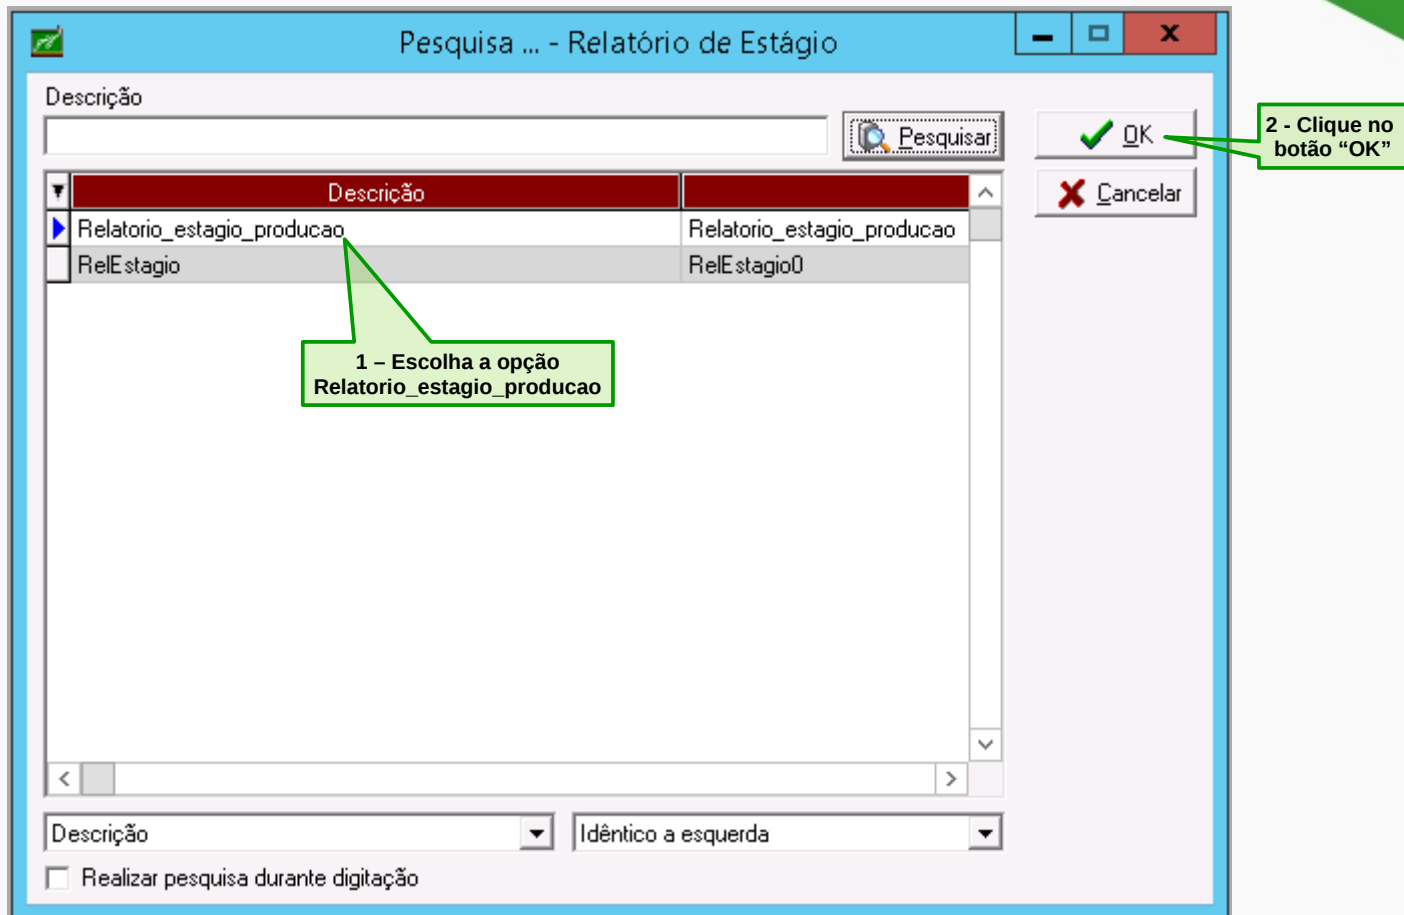 Pesquisa ... - Relatório de Estágio
Descrição
Pesquisar
OK
2 - Clique no
botão “OK”
Cancelar
Descrição
Relatorio_estagio_producao
Relatorio_estagio_producao
RelEstagio
RelEstagio0
1 – Escolha a opção
Relatorio_estagio_producao
Descrição
Idêntico a esquerda
Realizar pesquisa durante digitação